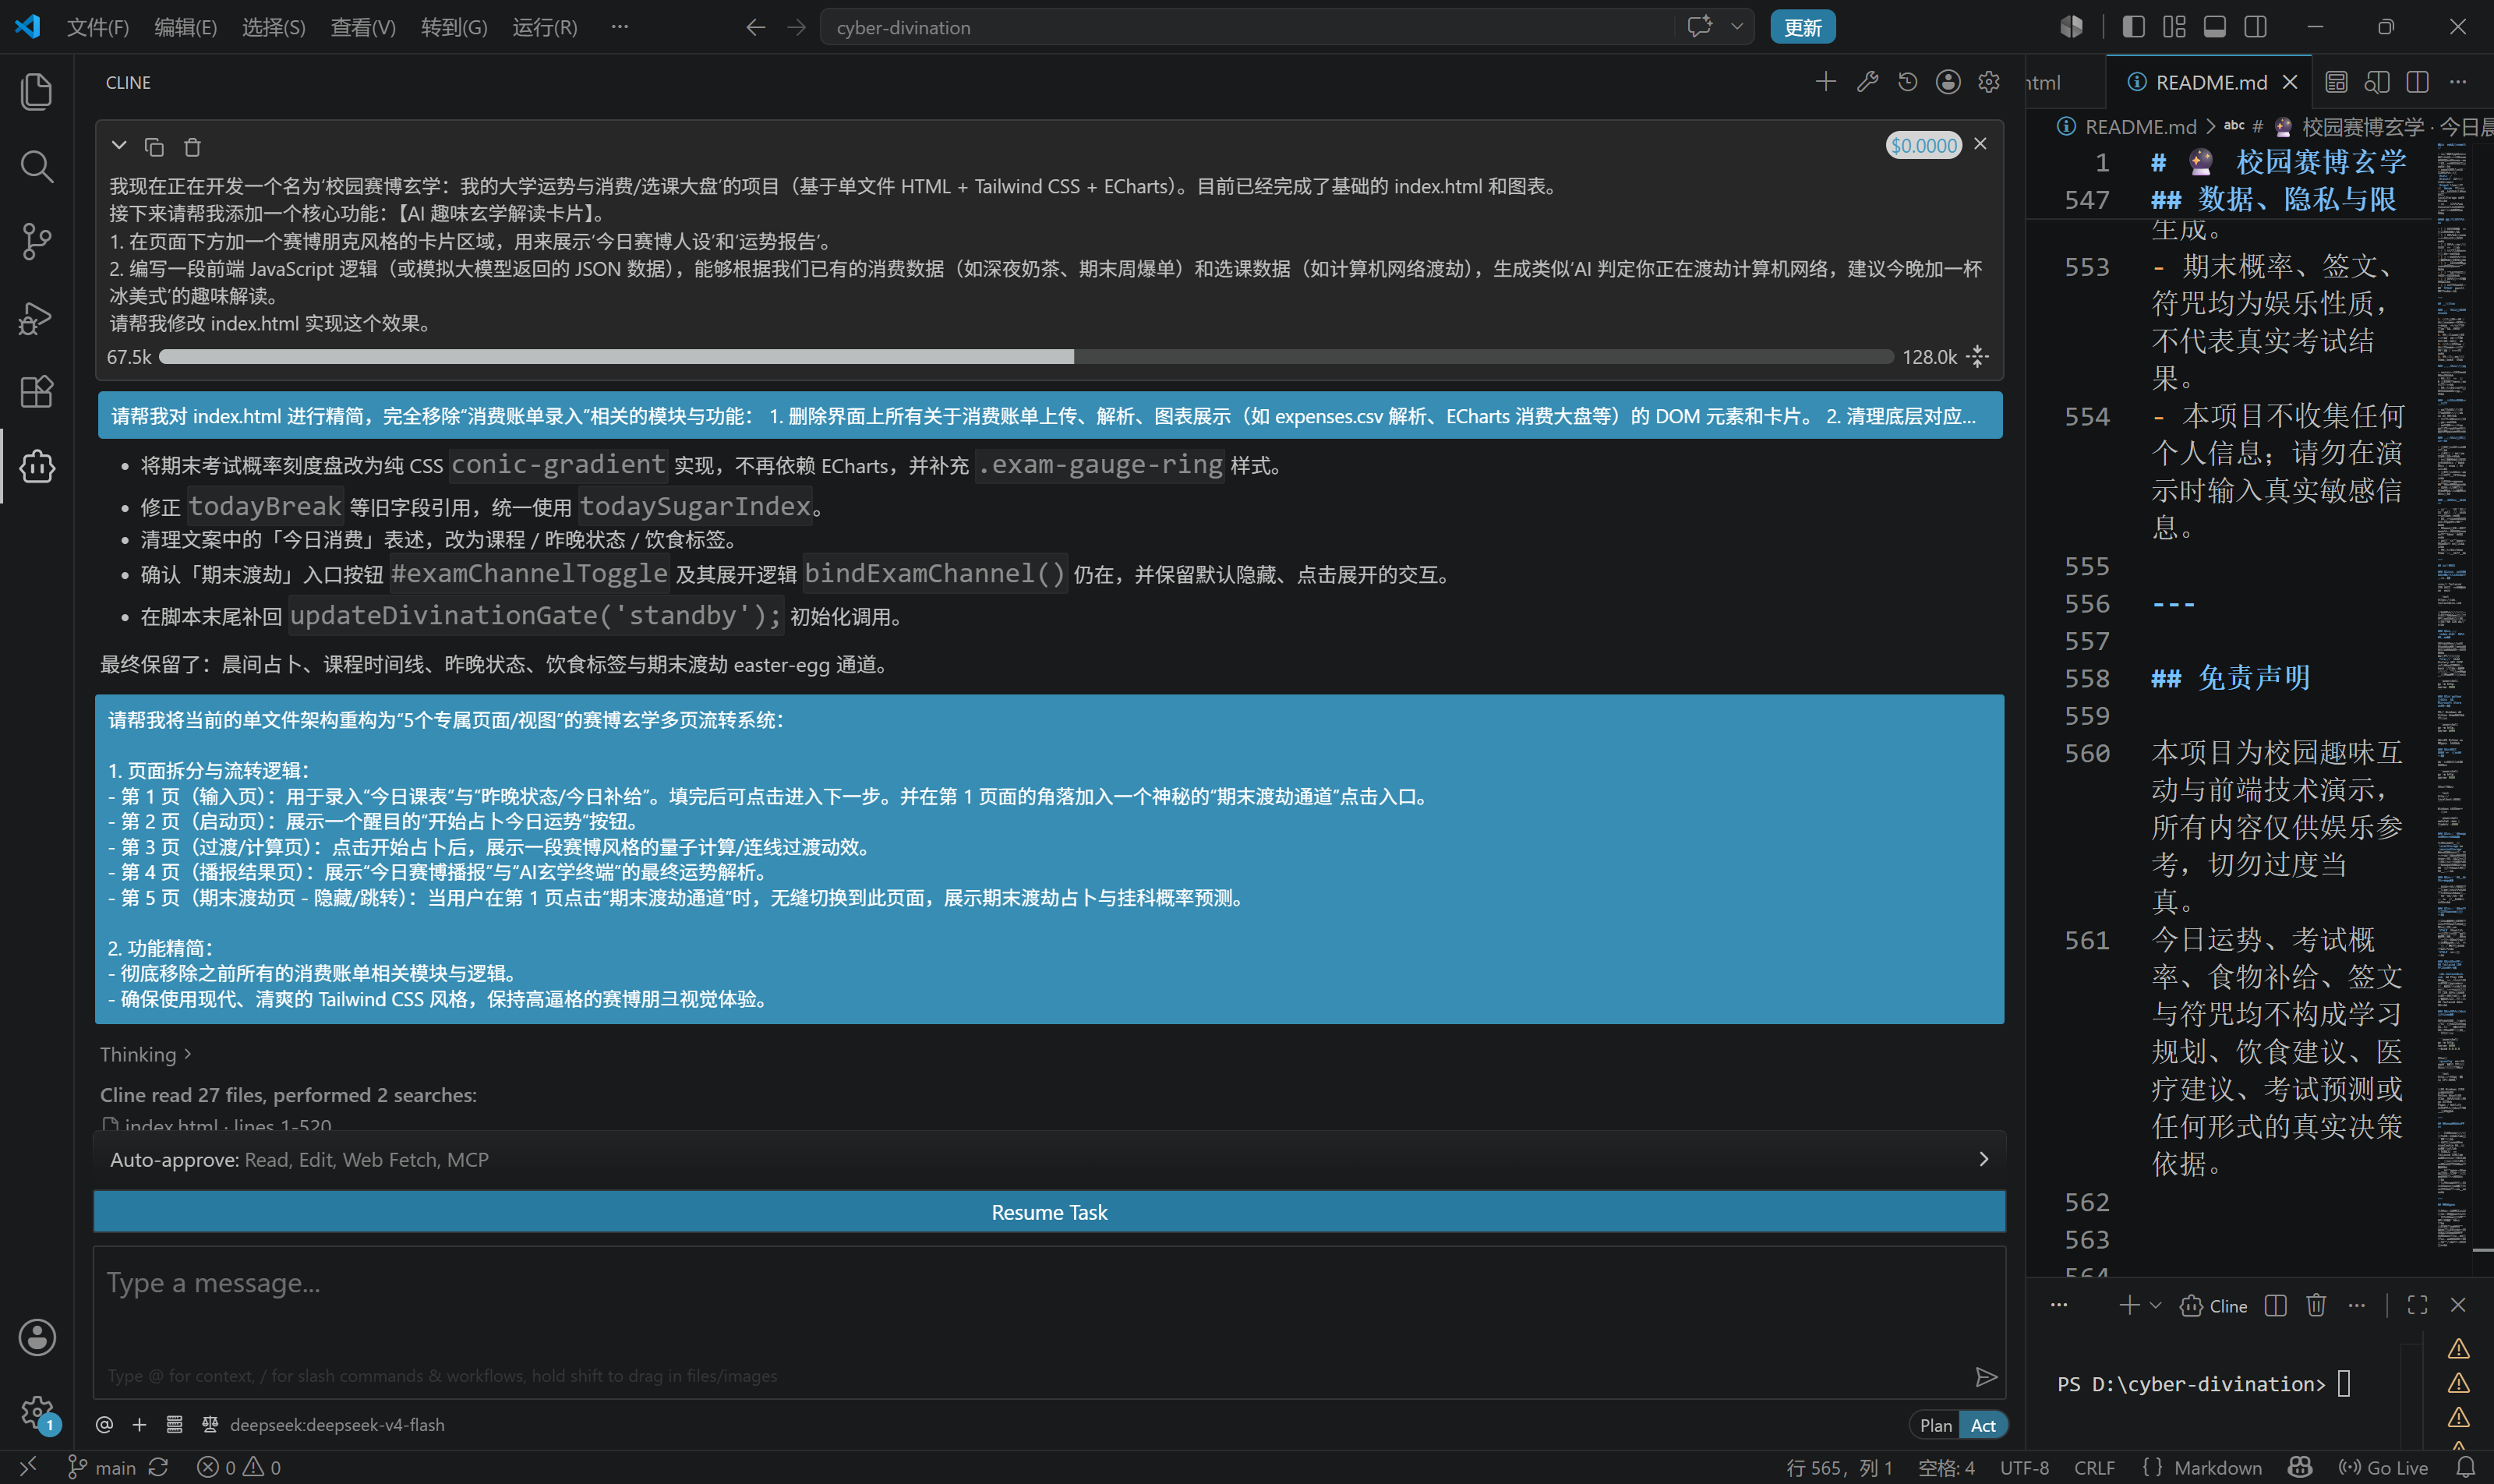 文件(F) 编辑(E) 选择(S) 查看(V) 转到(G) 运行(R) ··· cyber-divination 更新
CLINE
$0.0000
我现在正在开发一个名为‘校园赛博玄学：我的大学运势与消费/选课大盘’的项目（基于单文件 HTML + Tailwind CSS + ECharts）。目前已经完成了基础的 index.html 和图表。
接下来请帮我添加一个核心功能：【AI 趣味玄学解读卡片】。
1. 在页面下方加一个赛博朋克风格的卡片区域，用来展示‘今日赛博人设’和‘运势报告’。
2. 编写一段前端 JavaScript 逻辑（或模拟大模型返回的 JSON 数据），能够根据我们已有的消费数据（如深夜奶茶、期末周爆单）和选课数据（如计算机网络渡劫），生成类似‘AI 判定你正在渡劫计算机网络，建议今晚加一杯
冰美式’的趣味解读。
请帮我修改 index.html 实现这个效果。
67.5k 128.0k
请帮我对 index.html 进行精简，完全移除“消费账单录入”相关的模块与功能： 1. 删除界面上所有关于消费账单上传、解析、图表展示（如 expenses.csv 解析、ECharts 消费大盘等）的 DOM 元素和卡片。 2. 清理底层对应...
• 将期末考试概率刻度盘改为纯 CSS conic-gradient 实现，不再依赖 ECharts，并补充 .exam-gauge-ring 样式。
• 修正 todayBreak 等旧字段引用，统一使用 todaySugarIndex。
• 清理文案中的「今日消费」表述，改为课程 / 昨晚状态 / 饮食标签。
• 确认「期末渡劫」入口按钮 #examChannelToggle 及其展开逻辑 bindExamChannel() 仍在，并保留默认隐藏、点击展开的交互。
• 在脚本末尾补回 updateDivinationGate('standby'); 初始化调用。
最终保留了：晨间占卜、课程时间线、昨晚状态、饮食标签与期末渡劫 easter-egg 通道。
请帮我将当前的单文件架构重构为“5个专属页面/视图”的赛博玄学多页流转系统：
1. 页面拆分与流转逻辑：
- 第 1 页（输入页）：用于录入“今日课表”与“昨晚状态/今日补给”。填完后可点击进入下一步。并在第 1 页面的角落加入一个神秘的“期末渡劫通道”点击入口。
- 第 2 页（启动页）：展示一个醒目的“开始占卜今日运势”按钮。
- 第 3 页（过渡/计算页）：点击开始占卜后，展示一段赛博风格的量子计算/连线过渡动效。
- 第 4 页（播报结果页）：展示“今日赛博播报”与“AI玄学终端”的最终运势解析。
- 第 5 页（期末渡劫页 - 隐藏/跳转）：当用户在第 1 页点击“期末渡劫通道”时，无缝切换到此页面，展示期末渡劫占卜与挂科概率预测。
2. 功能精简：
- 彻底移除之前所有的消费账单相关模块与逻辑。
- 确保使用现代、清爽的 Tailwind CSS 风格，保持高逼格的赛博朋彐视觉体验。
Thinking >
Cline read 27 files, performed 2 searches:
index.html · lines 1-520
Auto-approve: Read, Edit, Web Fetch, MCP
Resume Task
Type a message...
Type @ for context, / for slash commands & workflows, hold shift to drag in files/images
deepseek:deepseek-v4-flash
Plan Act
html README.md
README.md > abc # 🔮 校园赛博玄学 · 今日晨
1 # 🔮 校园赛博玄学
547 ## 数据、隐私与限
生成。
553 - 期末概率、签文、
符咒均为娱乐性质，
不代表真实考试结
果。
554 - 本项目不收集任何
个人信息；请勿在演
示时输入真实敏感信
息。
555
556 ---
557
558 ## 免责声明
559
560 本项目为校园趣味互
动与前端技术演示，
所有内容仅供娱乐参
考，切勿过度当
真。
561 今日运势、考试概
率、食物补给、签文
与符咒均不构成学习
规划、饮食建议、医
疗建议、考试预测或
任何形式的真实决策
依据。
562
563
564
··· Cline ···
PS D:\cyber-divination>
1
main 0 0 行 565，列 1 空格: 4 UTF-8 CRLF {} Markdown Go Live